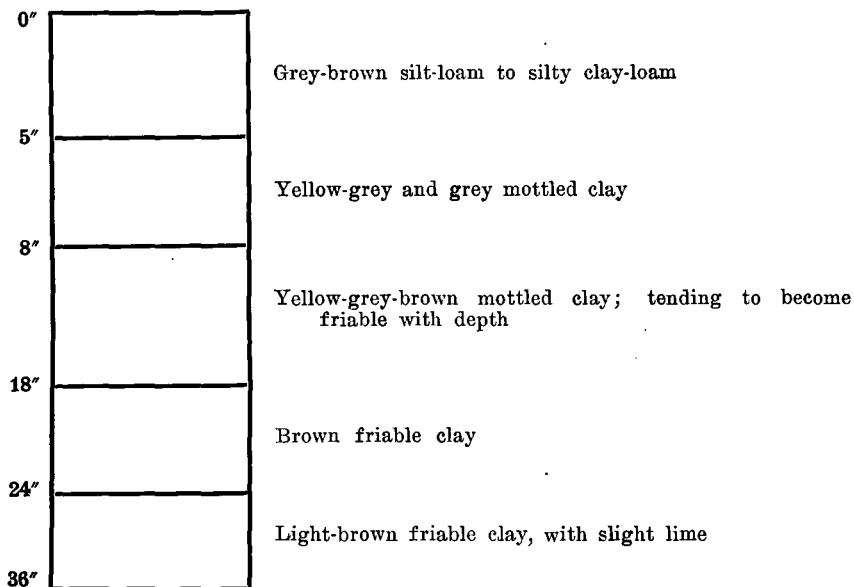 0″
Grey-brown silt-loam to silty clay-loam
5″
Yellow-grey and grey mottled clay
8″
Yellow-grey-brown mottled clay; tending to become
friable with depth
18″
Brown friable clay
24″
Light-brown friable clay, with slight lime
36″